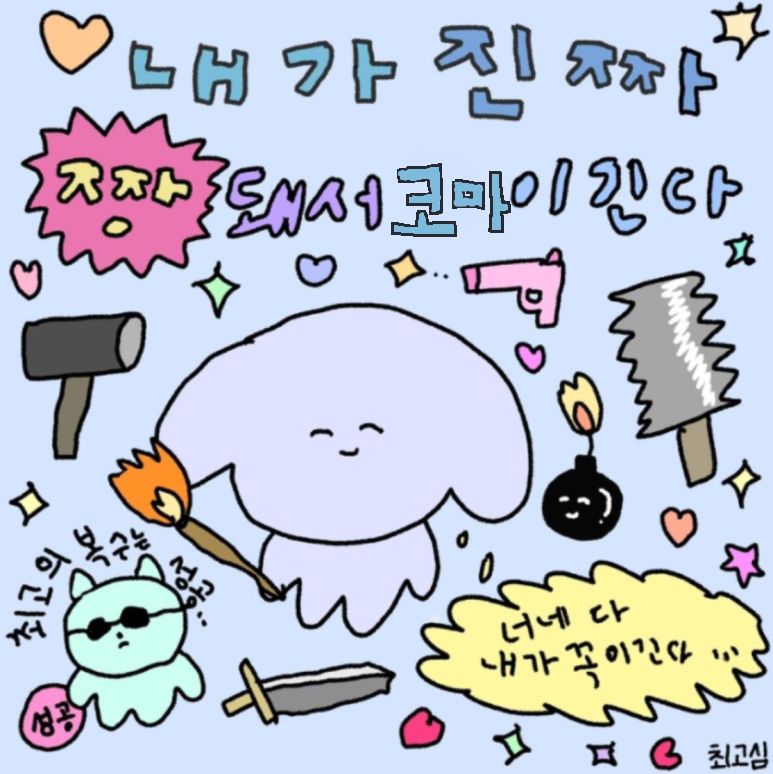 내가 진짜
짱짱돼서 코마이긴다
최고의 복수는 성공..
성공
너네 다
내가 꼭이긴다 ...
최고심